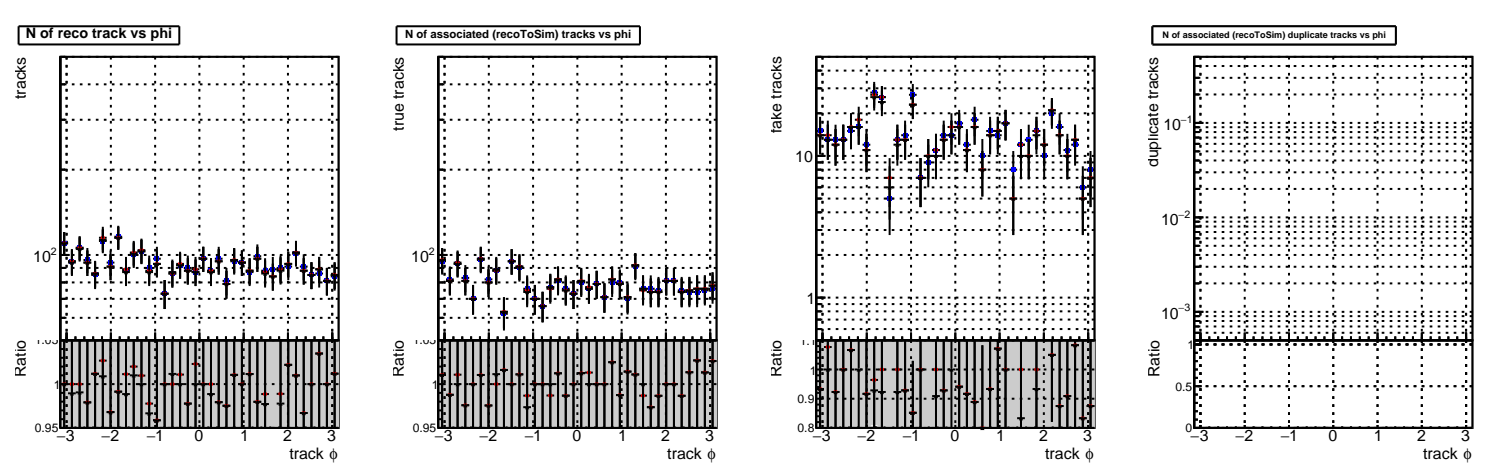 N of reco track vs phi
tracks
10²
Ratio
1
0.95
−3 −2 −1 0 1 2 3
track ϕ
N of associated (recoToSim) tracks vs phi
true tracks
10²
Ratio
1
0.95
−3 −2 −1 0 1 2 3
track ϕ
fake tracks
10
1
Ratio
1
0.9
0.8
−3 −2 −1 0 1 2 3
track ϕ
N of associated (recoToSim) duplicate tracks vs phi
duplicate tracks
10⁻¹
10⁻²
10⁻³
Ratio
1
0.5
0
−3 −2 −1 0 1 2 3
track ϕ